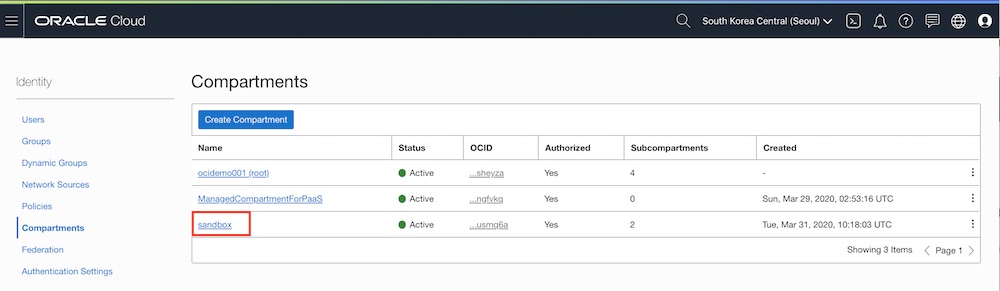 ORACLE Cloud South Korea Central (Seoul)
Identity
Users
Groups
Dynamic Groups
Network Sources
Policies
Compartments
Federation
Authentication Settings
Compartments
Create Compartment
Name Status OCID Authorized Subcompartments Created
ocidemo001 (root) Active ...sheyza Yes 4 -
ManagedCompartmentForPaaS Active ...ngfvkq Yes 0 Sun, Mar 29, 2020, 02:53:16 UTC
sandbox Active ...usmq6a Yes 2 Tue, Mar 31, 2020, 10:18:03 UTC
Showing 3 Items < Page 1 >